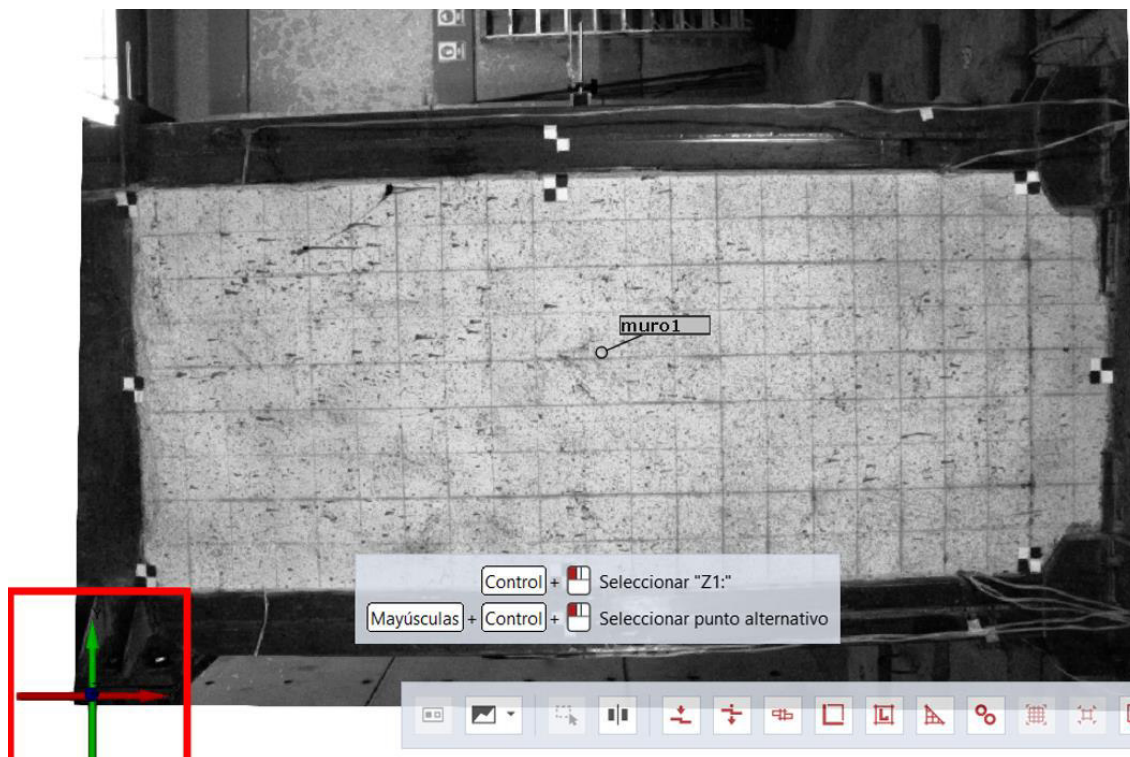 muro1
Control + Seleccionar "Z1:"
Mayúsculas + Control + Seleccionar punto alternativo